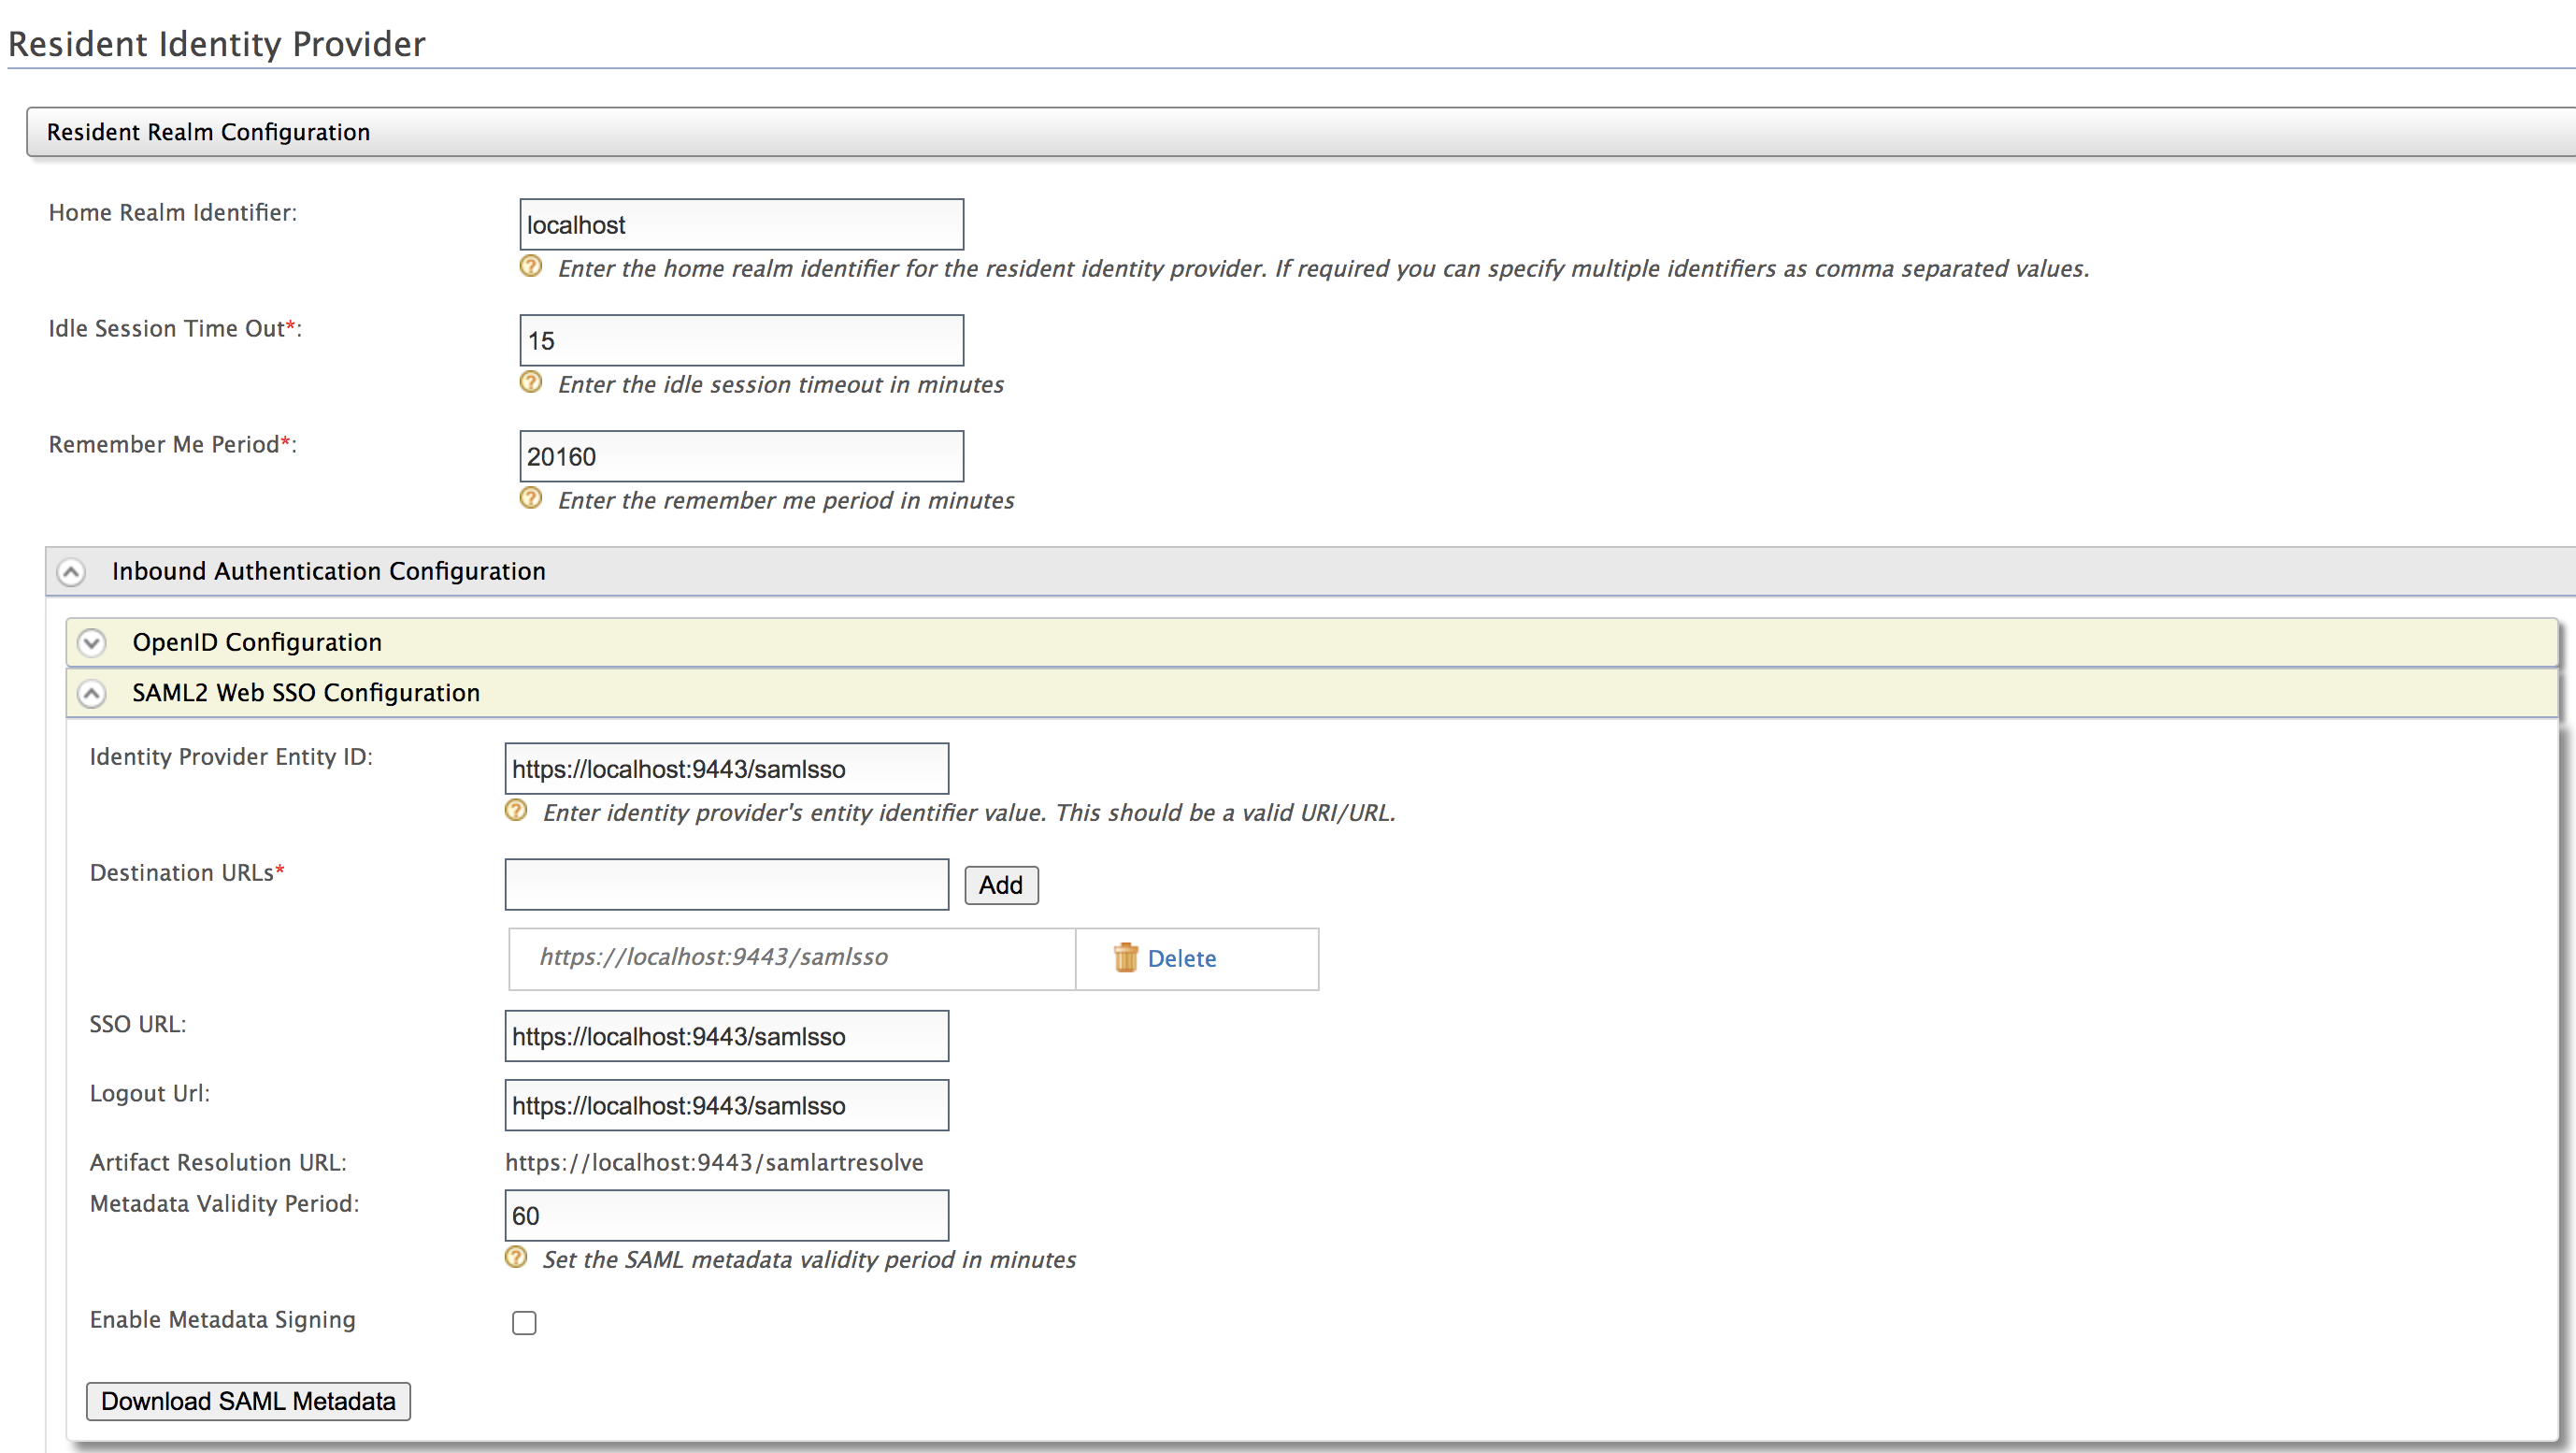 Resident Identity Provider
Resident Realm Configuration
Home Realm Identifier:
localhost
Enter the home realm identifier for the resident identity provider. If required you can specify multiple identifiers as comma separated values.
Idle Session Time Out*:
15
Enter the idle session timeout in minutes
Remember Me Period*:
20160
Enter the remember me period in minutes
Inbound Authentication Configuration
OpenID Configuration
SAML2 Web SSO Configuration
Identity Provider Entity ID:
https://localhost:9443/samlsso
Enter identity provider's entity identifier value. This should be a valid URI/URL.
Destination URLs*
Add
https://localhost:9443/samlsso
Delete
SSO URL:
https://localhost:9443/samlsso
Logout Url:
https://localhost:9443/samlsso
Artifact Resolution URL:
https://localhost:9443/samlartresolve
Metadata Validity Period:
60
Set the SAML metadata validity period in minutes
Enable Metadata Signing
Download SAML Metadata